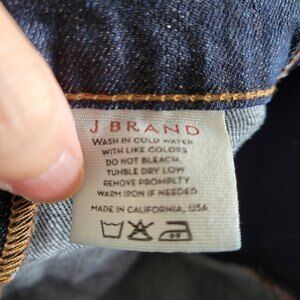 J BRAND
WASH IN COLD WATER
WITH LIKE COLORS
DO NOT BLEACH,
TUMBLE DRY LOW
REMOVE PROMPTLY
WARM IRON IF NEEDED
MADE IN CALIFORNIA, USA